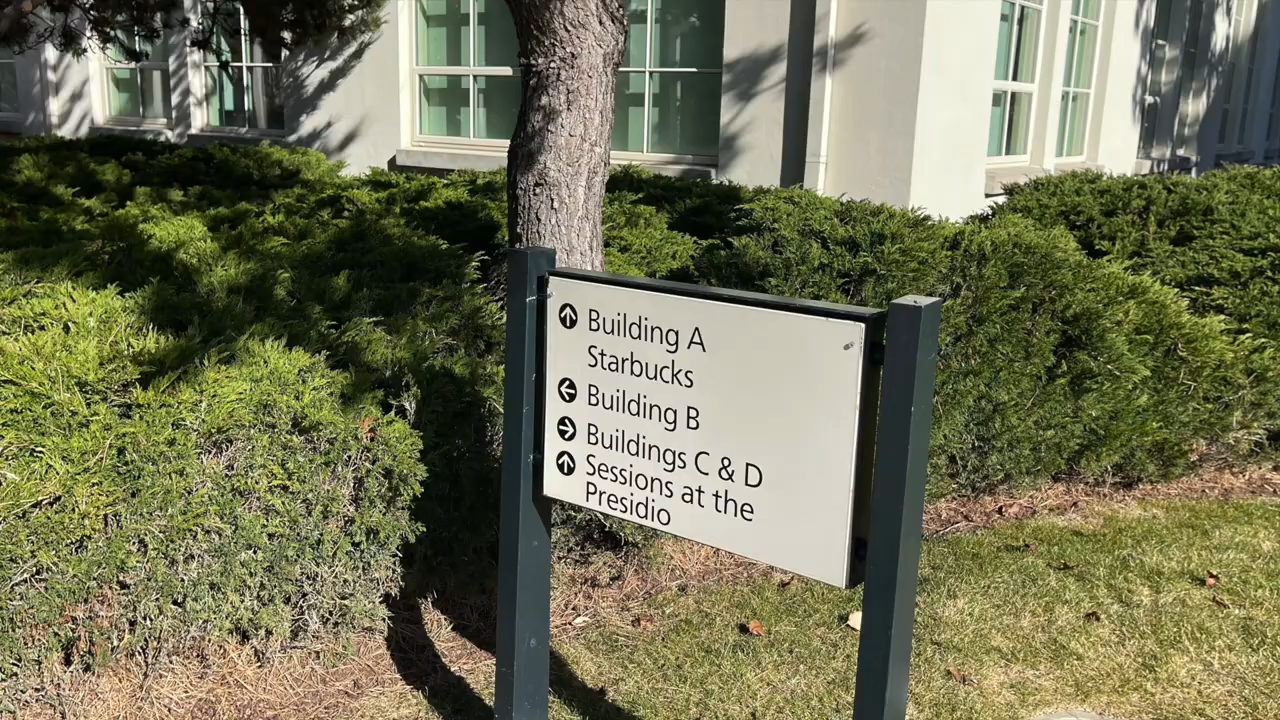 Building A
Starbucks
Building B
Buildings C & D
Sessions at the
Presidio